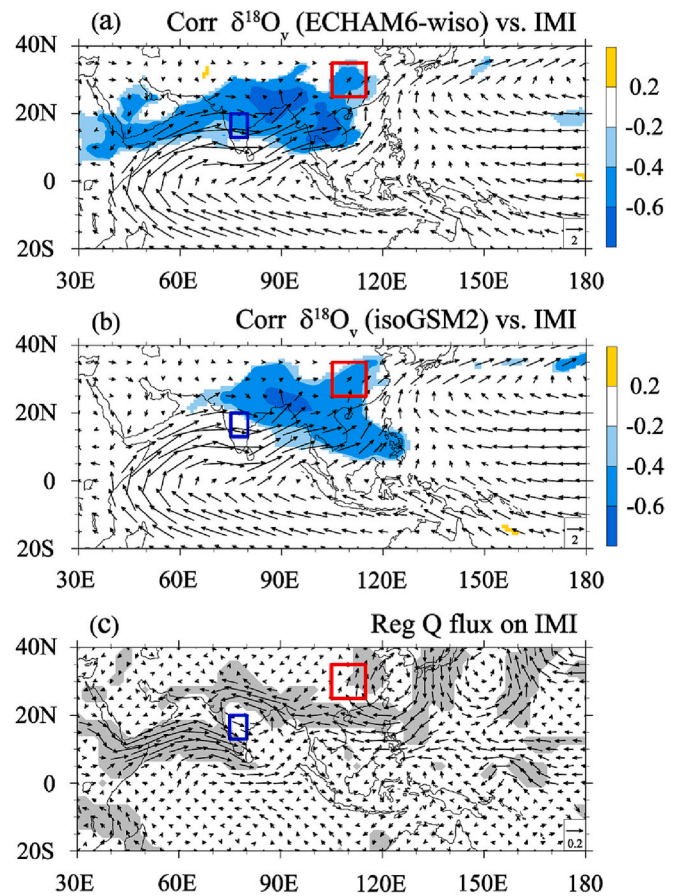 (a) Corr δ¹⁸Oᵥ (ECHAM6-wiso) vs. IMI
40N
20N
0
20S
30E 60E 90E 120E 150E 180
2
0.2
-0.2
-0.4
-0.6
(b) Corr δ¹⁸Oᵥ (isoGSM2) vs. IMI
40N
20N
0
20S
30E 60E 90E 120E 150E 180
2
0.2
-0.2
-0.4
-0.6
(c) Reg Q flux on IMI
40N
20N
0
20S
30E 60E 90E 120E 150E 180
0.2